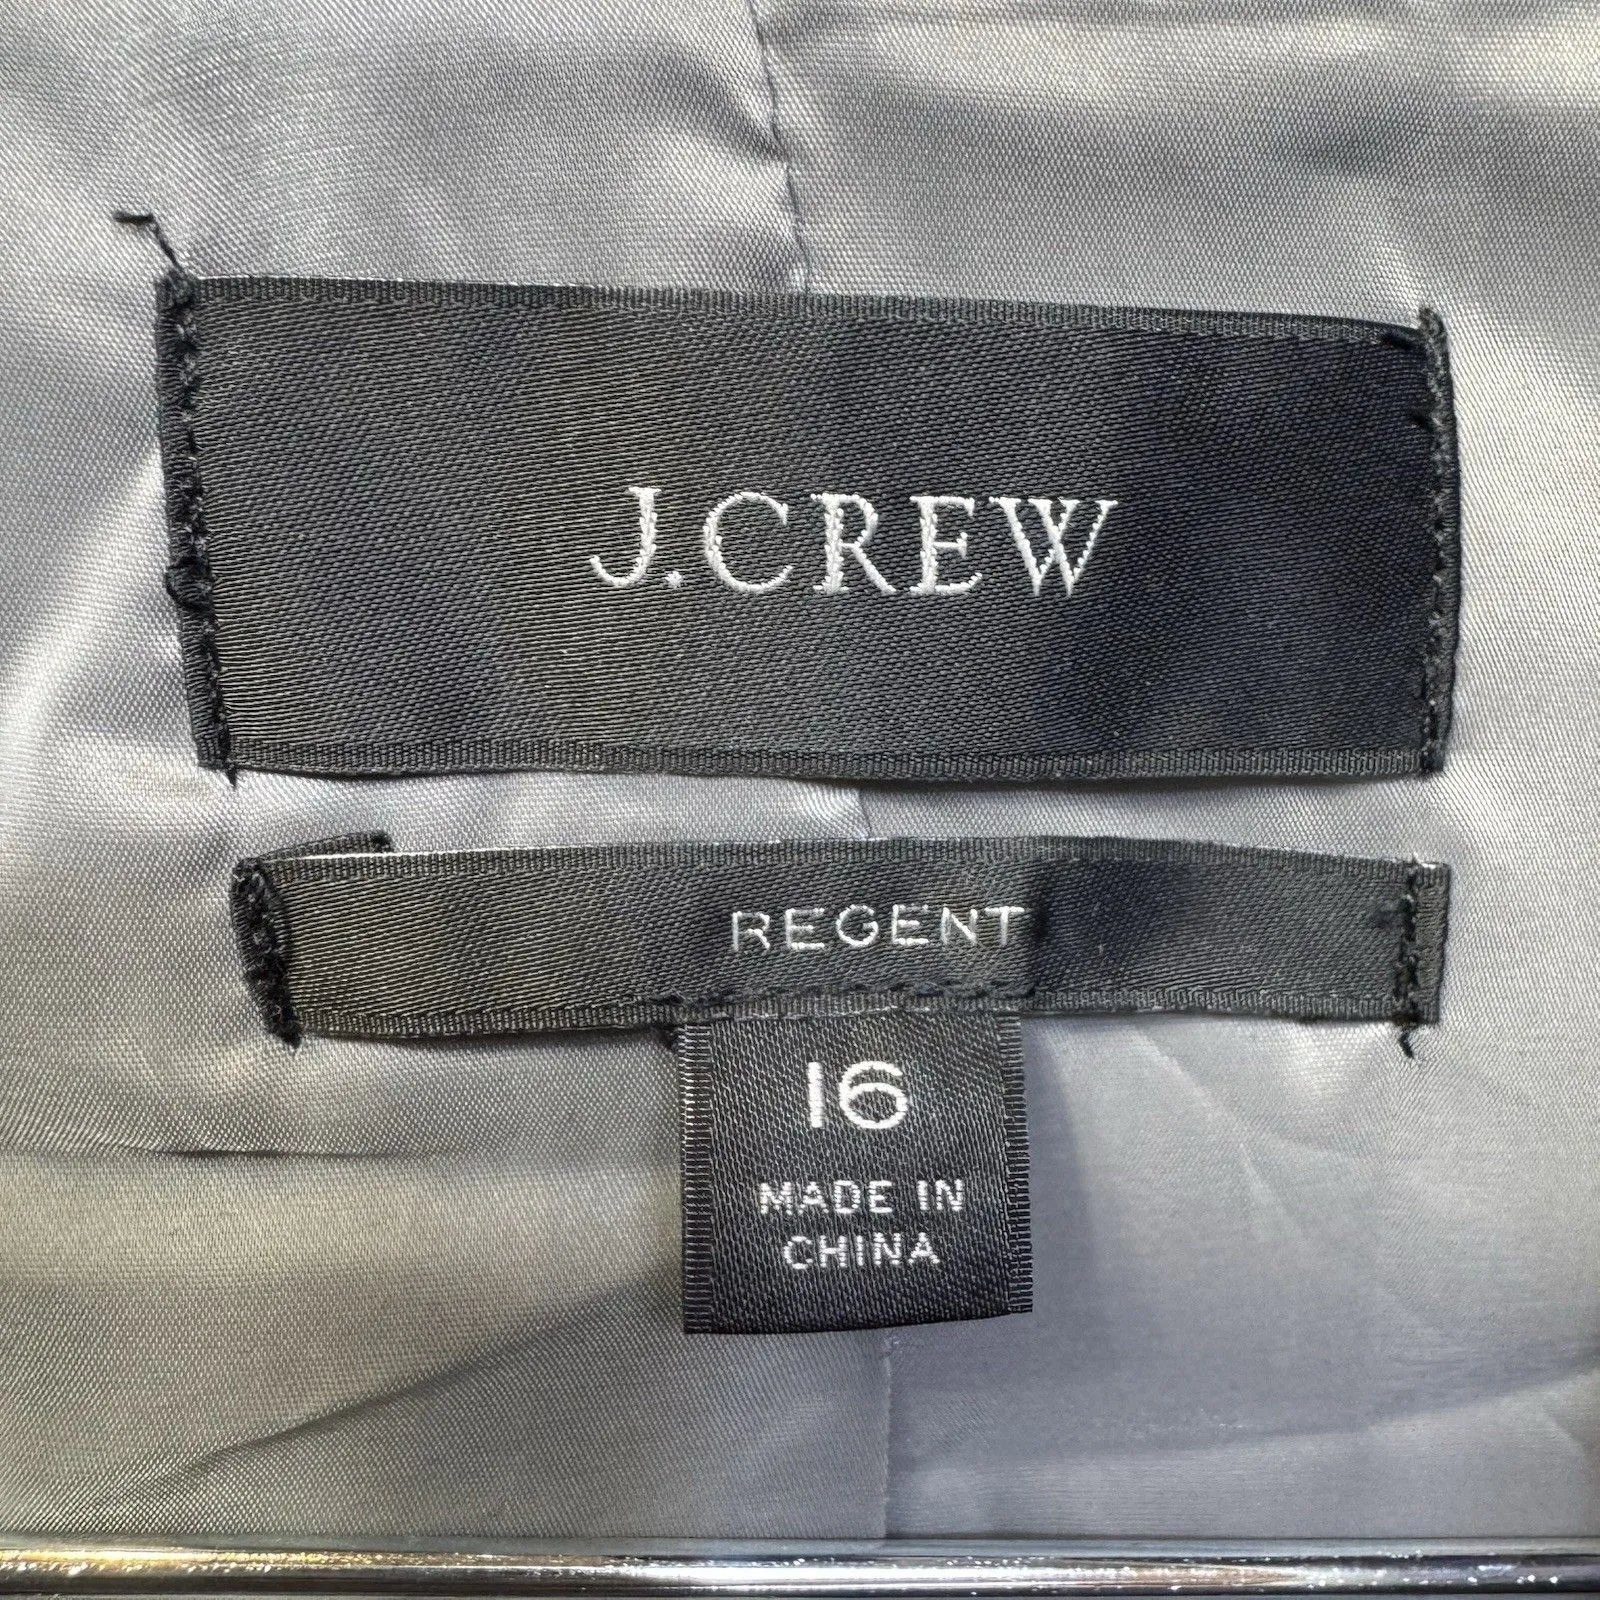 J.CREW
REGENT
16
MADE IN
CHINA